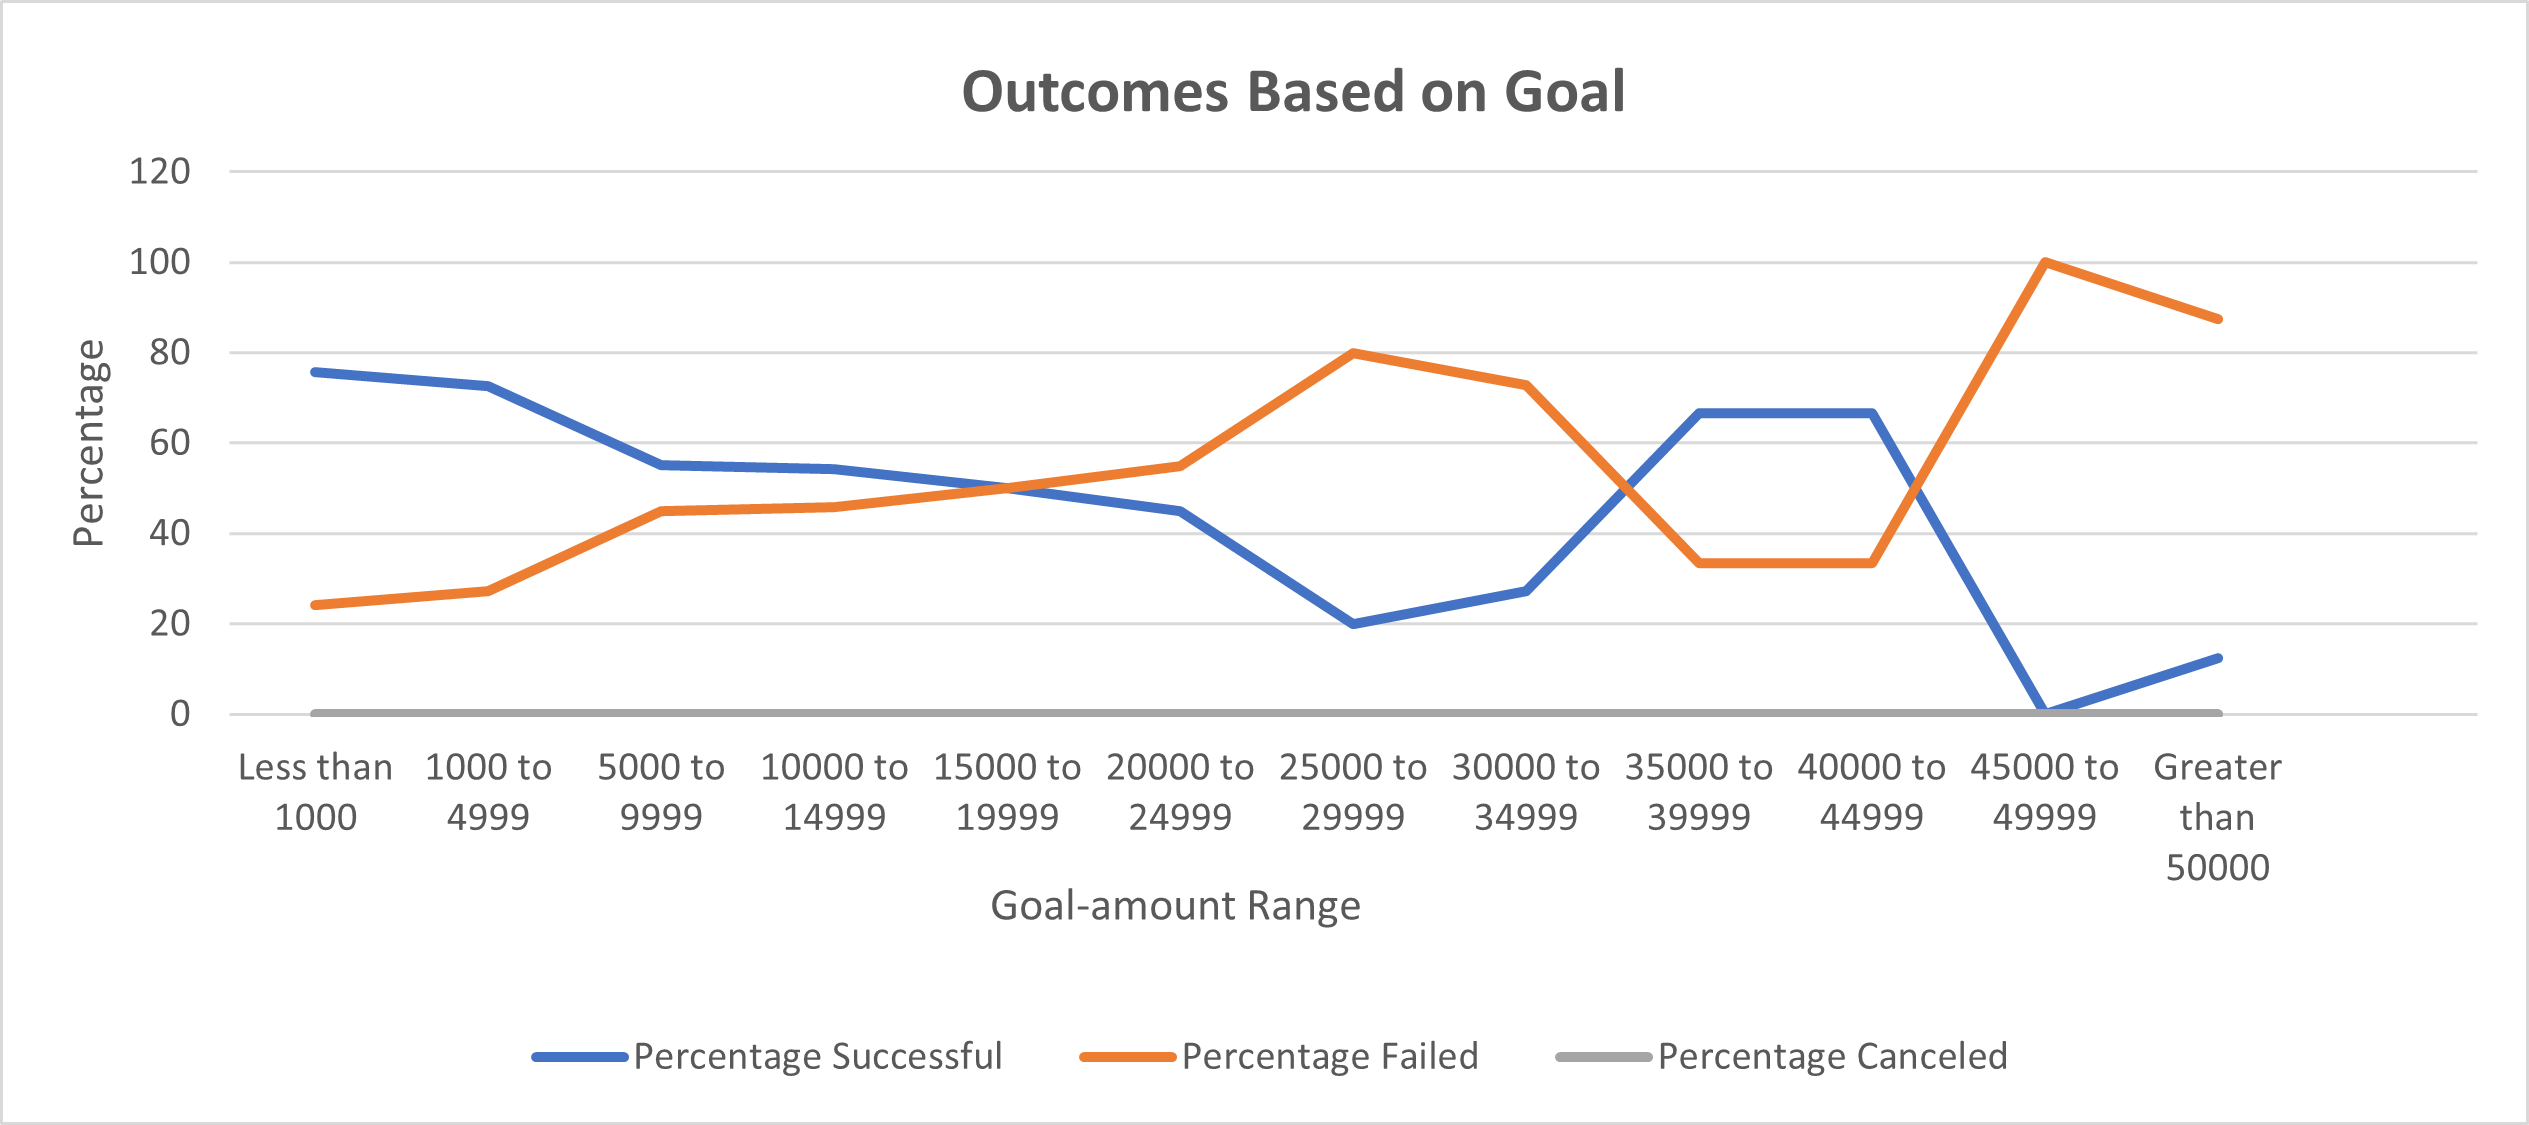 Outcomes Based on Goal
120
100
80
60
40
20
0
Percentage
Less than 1000 to 5000 to 10000 to 15000 to 20000 to 25000 to 30000 to 35000 to 40000 to 45000 to Greater
1000 4999 9999 14999 19999 24999 29999 34999 39999 44999 49999 than
50000
Goal-amount Range
Percentage Successful Percentage Failed Percentage Canceled